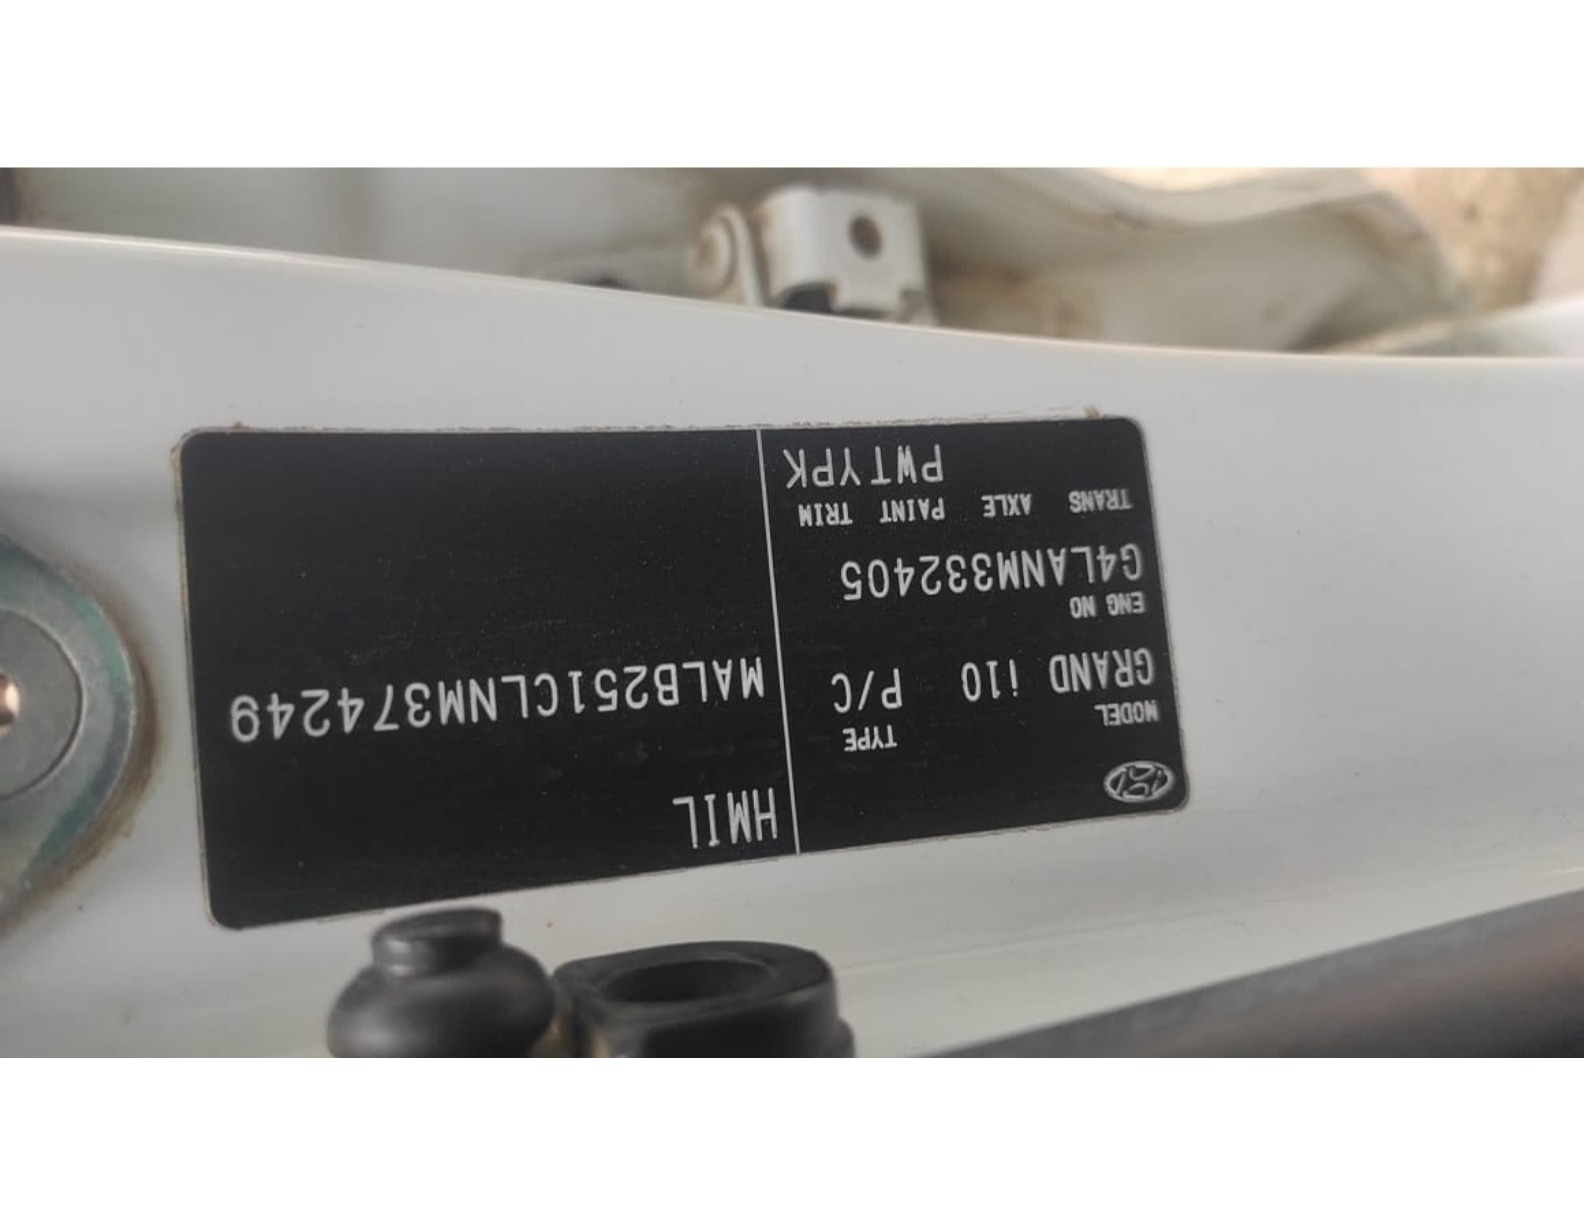 MODEL TYPE
GRAND i10 P/C
ENG NO
G4LANM332405
TRANS AXLE PAINT TRIM
PWTYPK
HMIL
MALB251CLNM374249